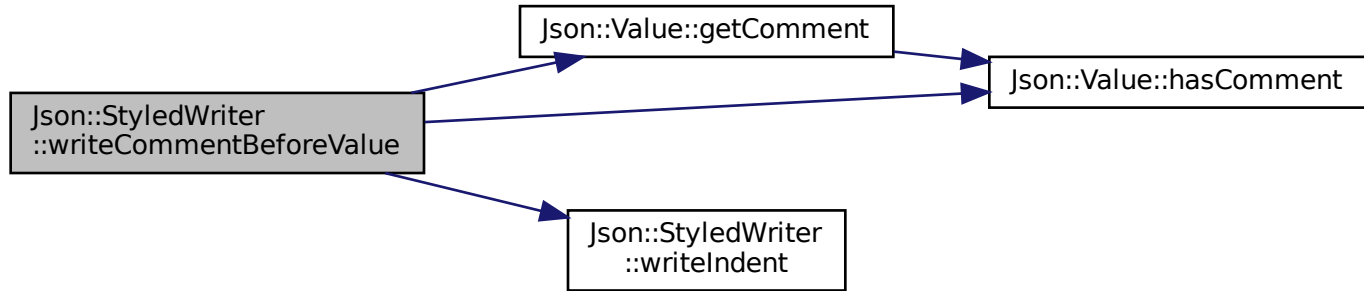 Json::StyledWriter
::writeCommentBeforeValue
Json::Value::getComment
Json::Value::hasComment
Json::StyledWriter
::writeIndent